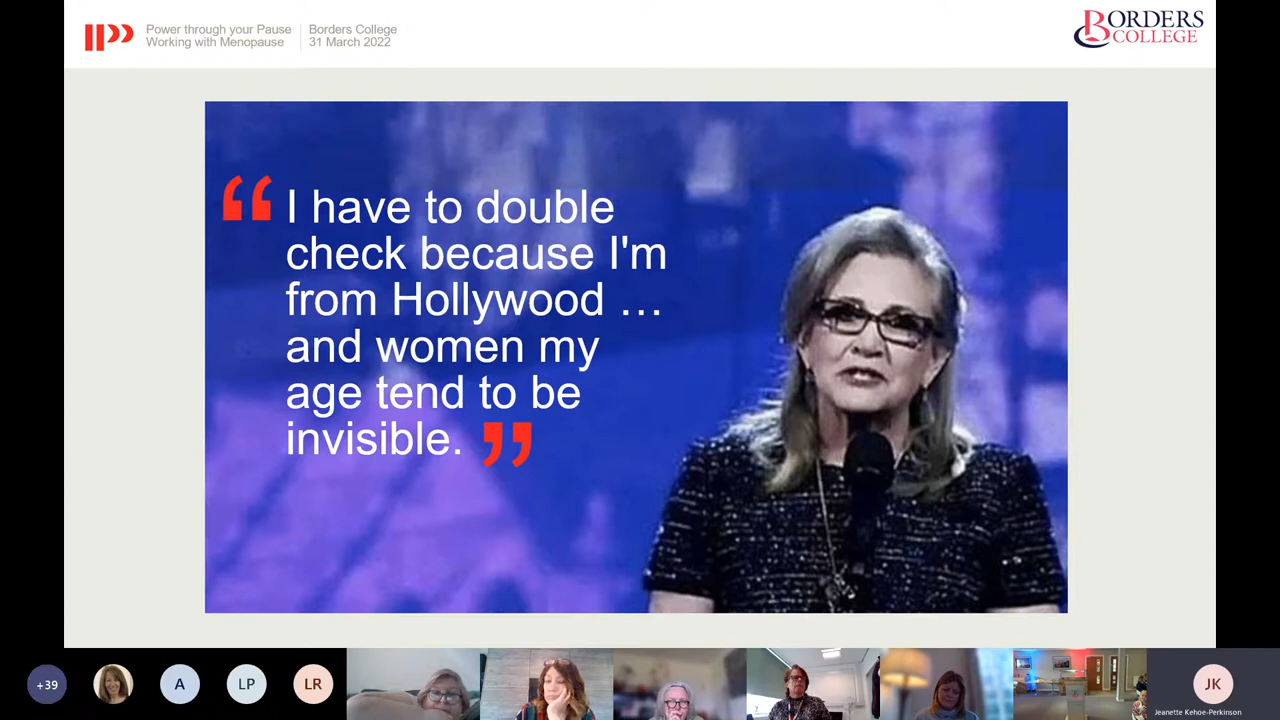 Power through your Pause
Working with Menopause
Borders College
31 March 2022
BORDERS
COLLEGE
“ I have to double
check because I'm
from Hollywood …
and women my
age tend to be
invisible. ”
+39
A
LP
LR
JK
Jeanette Kehoe-Perkinson